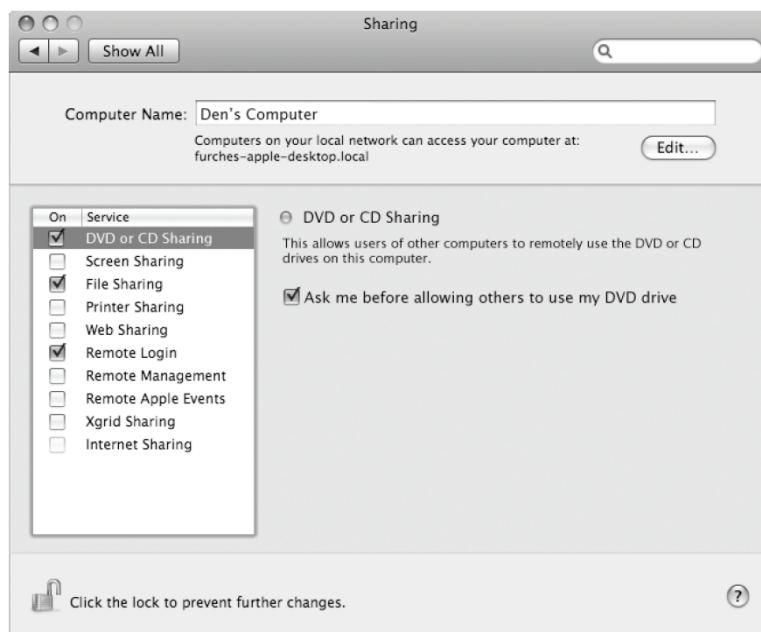 Sharing
Show All
Computer Name: Den's Computer
Computers on your local network can access your computer at:
furches-apple-desktop.local
Edit...
On Service
DVD or CD Sharing
Screen Sharing
File Sharing
Printer Sharing
Web Sharing
Remote Login
Remote Management
Remote Apple Events
Xgrid Sharing
Internet Sharing
DVD or CD Sharing
This allows users of other computers to remotely use the DVD or CD
drives on this computer.
Ask me before allowing others to use my DVD drive
Click the lock to prevent further changes.
?